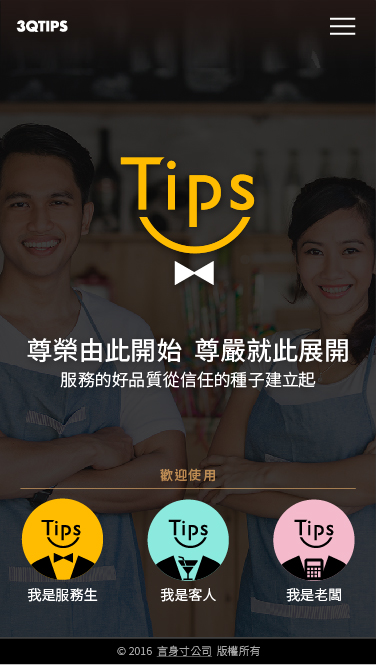 3QTIPS
Tips
尊榮由此開始 尊嚴就此展開
服務的好品質從信任的種子建立起
歡迎使用
Tips Tips Tips
我是服務生 我是客人 我是老闆
© 2016 言身寸公司 版權所有